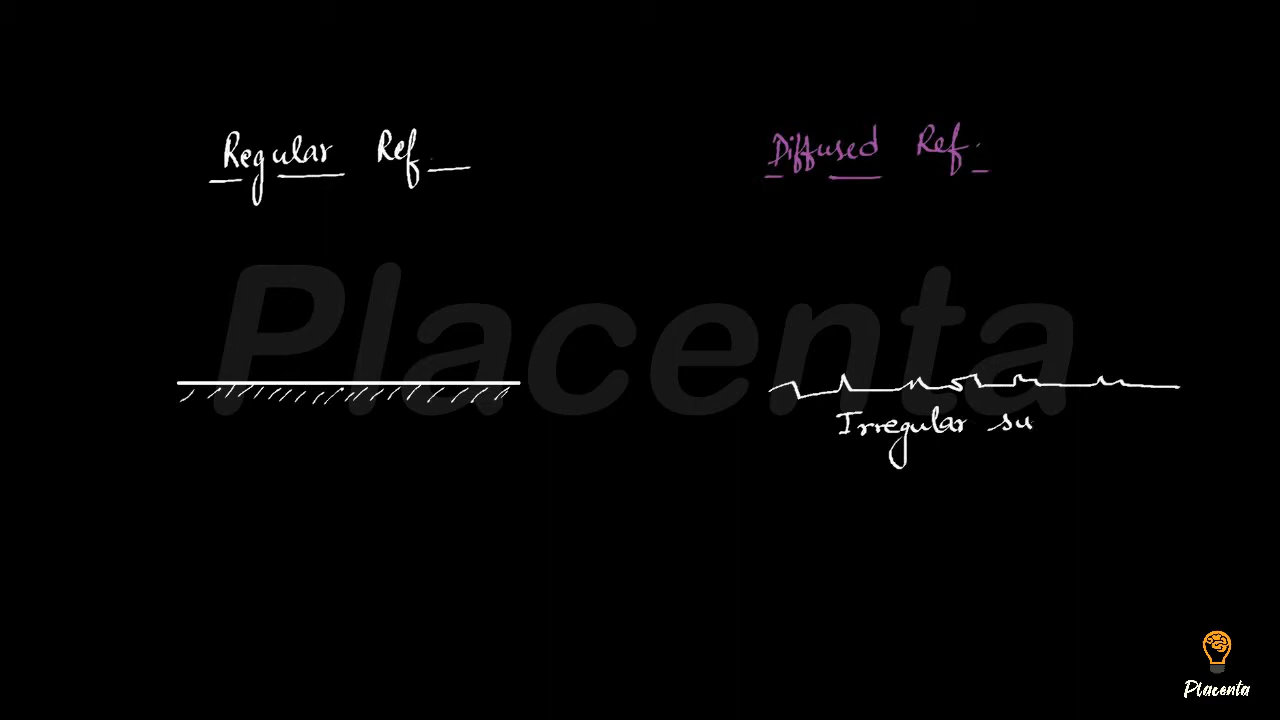 Regular Ref.
Diffused Ref.
Placenta
Irregular su
Placenta